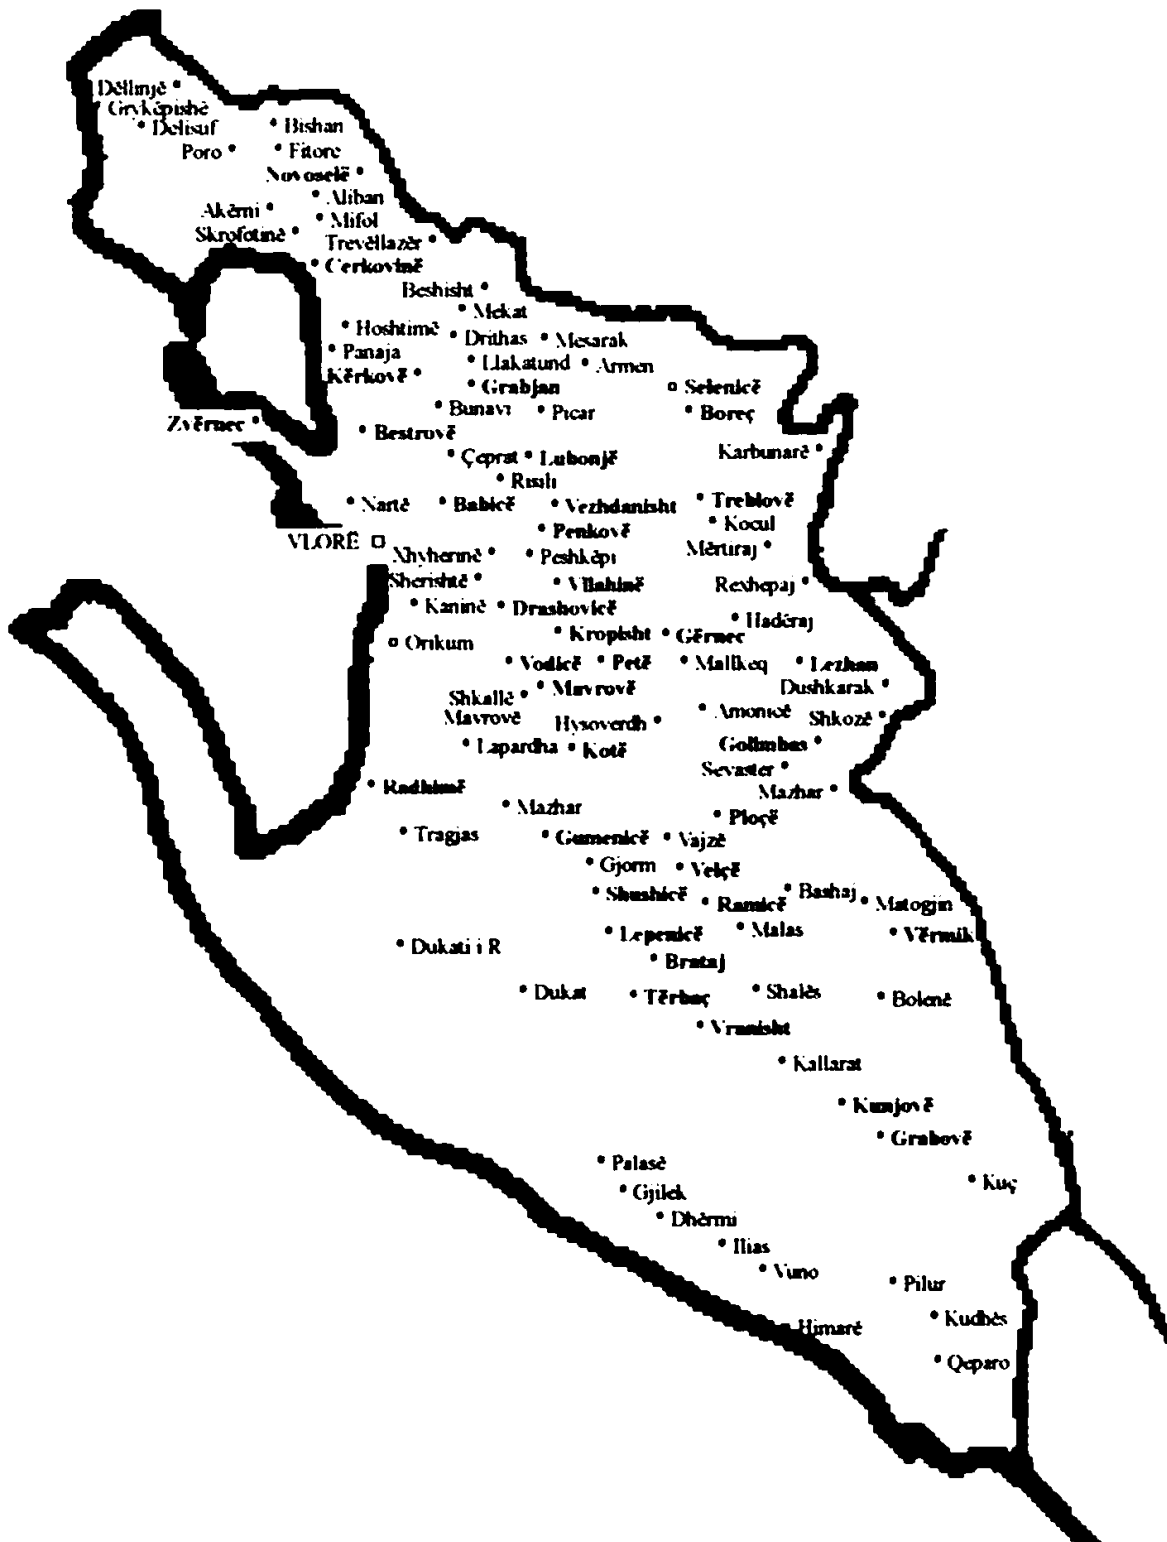 Dëllinjë
Grykëpishë
Delisuf
Bishan
Poro
Fitore
Novoselë
Aliban
Akërni
Mifol
Skrofotinë
Trevëllazër
Cerkovinë
Beshisht
Mekat
Hoshtimë
Drithas
Mesarak
Panaja
Llakatund
Armen
Kërkovë
Grabjan
Selenicë
Bunavi
Picar
Boreç
Zvërnec
Bestrovë
Karbunarë
Çeprat
Lubonjë
Risili
Nartë
Babicë
Vezhdanisht
Treblovë
Penkovë
Kocul
VLORË
Xhyherinë
Peshkëpi
Mërtiraj
Sherishtë
Vllahinë
Rexhepaj
Kaninë
Drashovicë
Hadëraj
Orikum
Kropisht
Gërnec
Vodicë
Petë
Mallkeq
Lezhan
Shkallë
Mavrovë
Mavrovë
Dushkarak
Hysoverdh
Amonicë
Shkozë
Lapardha
Kotë
Golimbas
Sevaster
Radhimë
Mazhar
Mazhar
Ploçë
Tragjas
Gumenicë
Vajzë
Gjorm
Velçë
Shushicë
Ramicë
Bashaj
Matogjin
Lepenicë
Malas
Vërmik
Dukati i R
Brataj
Dukat
Tërbaç
Shalës
Bolenë
Vranisht
Kallarat
Kunjovë
Grabovë
Palasë
Kuç
Gjilek
Dhërmi
Ilias
Vuno
Pilur
Himarë
Kudhës
Qeparo